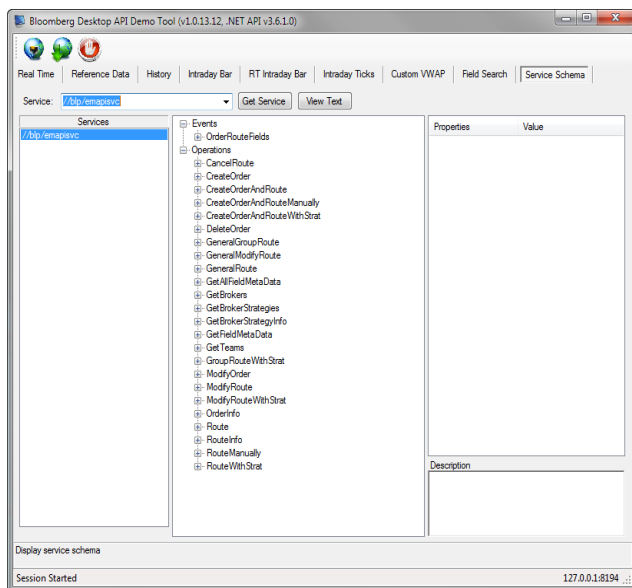 Bloomberg Desktop API Demo Tool (v1.0.13.12, .NET API v3.6.1.0)
Real Time Reference Data History Intraday Bar RT Intraday Bar Intraday Ticks Custom VWAP Field Search Service Schema
Service: //blp/emapisvc Get Service View Text
Services
//blp/emapisvc
Events
OrderRouteFields
Operations
CancelRoute
CreateOrder
CreateOrderAndRoute
CreateOrderAndRouteManually
CreateOrderAndRouteWithStrat
DeleteOrder
GeneralGroupRoute
GeneralModifyRoute
GeneralRoute
GetAllFieldMetaData
GetBrokers
GetBrokerStrategies
GetBrokerStrategyInfo
GetFieldMetaData
GetTeams
GroupRouteWithStrat
ModifyOrder
ModifyRoute
ModifyRouteWithStrat
OrderInfo
Route
RouteInfo
RouteManually
RouteWithStrat
Properties Value
Description
Display service schema
Session Started 127.0.0.1:8194